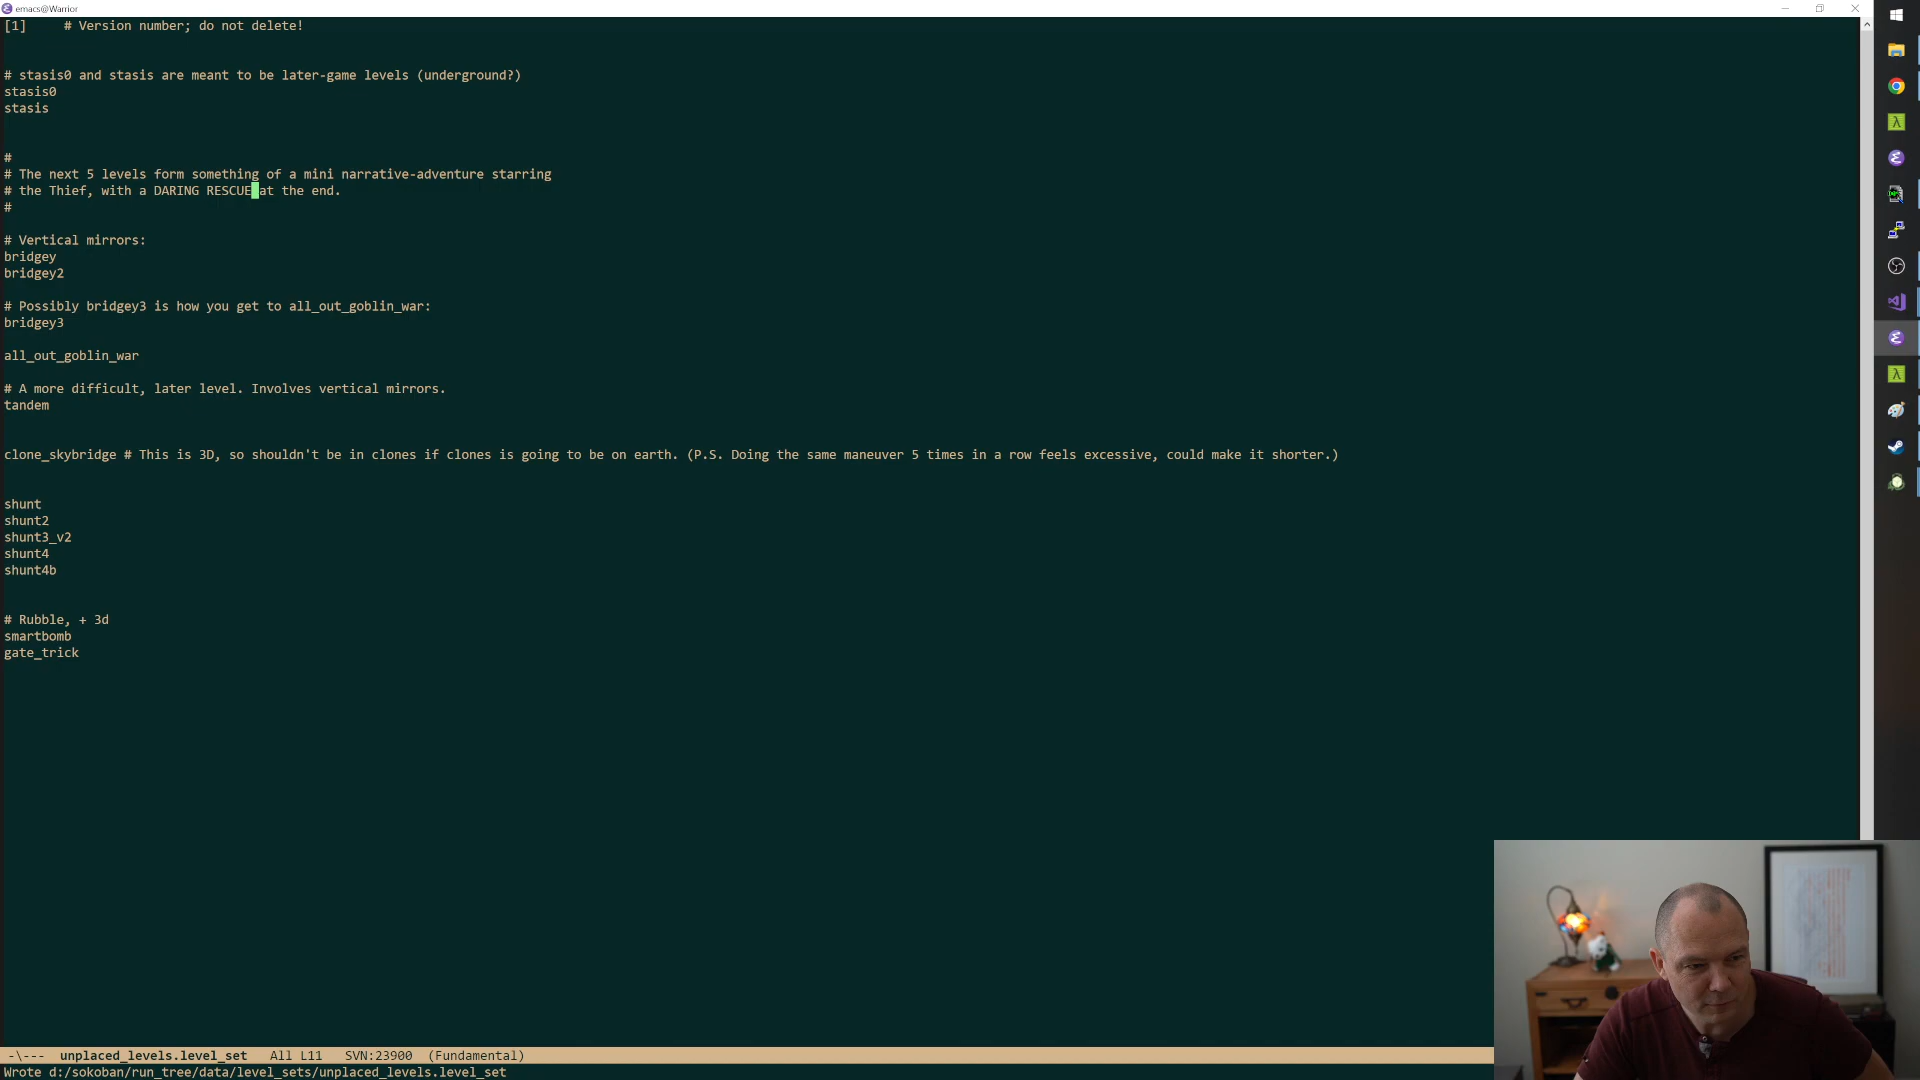 emacs@Warrior
[1]     # Version number; do not delete!
# stasis0 and stasis are meant to be later-game levels (underground?)
stasis0
stasis
#
# The next 5 levels form something of a mini narrative-adventure starring
# the Thief, with a DARING RESCUE at the end.
#
# Vertical mirrors:
bridgey
bridgey2
# Possibly bridgey3 is how you get to all_out_goblin_war:
bridgey3
all_out_goblin_war
# A more difficult, later level. Involves vertical mirrors.
tandem
clone_skybridge # This is 3D, so shouldn't be in clones if clones is going to be on earth. (P.S. Doing the same maneuver 5 times in a row feels excessive, could make it shorter.)
shunt
shunt2
shunt3_v2
shunt4
shunt4b
# Rubble, + 3d
smartbomb
gate_trick
-\---  unplaced_levels.level_set   All L11   SVN:23900  (Fundamental)
Wrote d:/sokoban/run_tree/data/level_sets/unplaced_levels.level_set